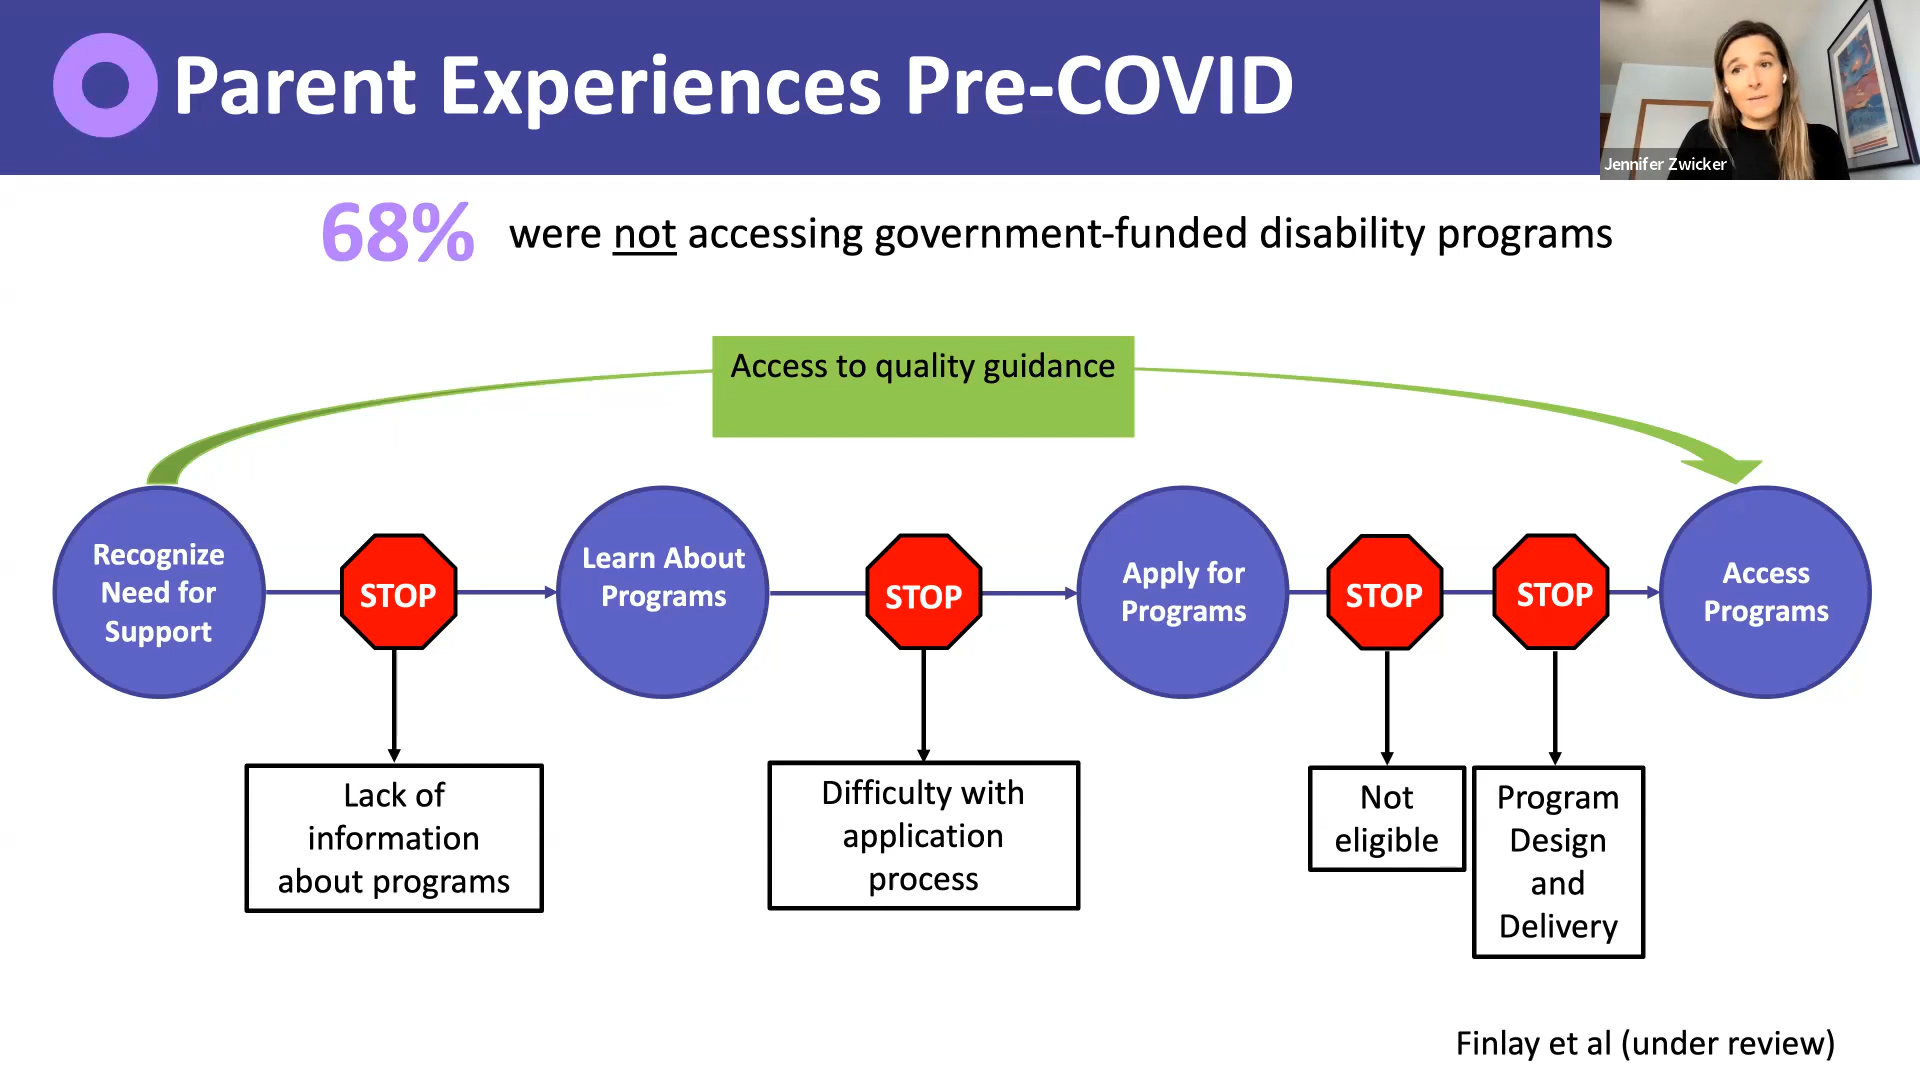 Parent Experiences Pre-COVID
Jennifer Zwicker
68% were not accessing government-funded disability programs
Access to quality guidance
Recognize
Need for
Support
STOP
Learn About
Programs
STOP
Apply for
Programs
STOP
STOP
Access
Programs
Lack of
information
about programs
Difficulty with
application
process
Not
eligible
Program
Design
and
Delivery
Finlay et al (under review)